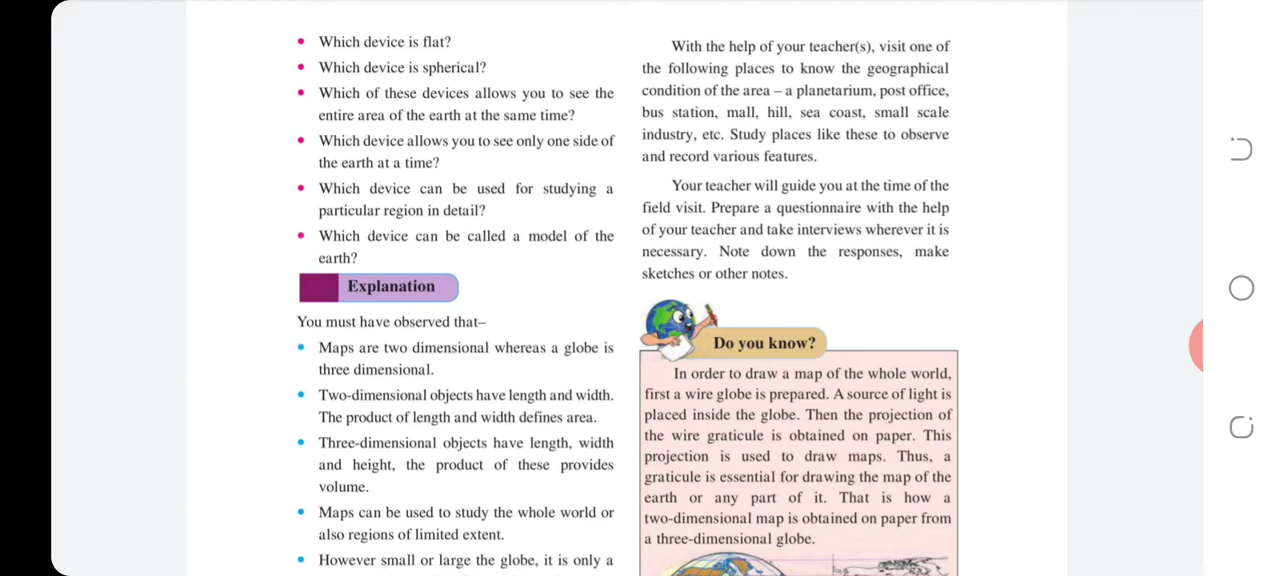 • Which device is flat?
• Which device is spherical?
• Which of these devices allows you to see the
entire area of the earth at the same time?
• Which device allows you to see only one side of
the earth at a time?
• Which device can be used for studying a
particular region in detail?
• Which device can be called a model of the
earth?
Explanation
You must have observed that–
• Maps are two dimensional whereas a globe is
three dimensional.
• Two-dimensional objects have length and width.
The product of length and width defines area.
• Three-dimensional objects have length, width
and height, the product of these provides
volume.
• Maps can be used to study the whole world or
also regions of limited extent.
• However small or large the globe, it is only a
With the help of your teacher(s), visit one of
the following places to know the geographical
condition of the area – a planetarium, post office,
bus station, mall, hill, sea coast, small scale
industry, etc. Study places like these to observe
and record various features.
Your teacher will guide you at the time of the
field visit. Prepare a questionnaire with the help
of your teacher and take interviews wherever it is
necessary. Note down the responses, make
sketches or other notes.
Do you know?
In order to draw a map of the whole world,
first a wire globe is prepared. A source of light is
placed inside the globe. Then the projection of
the wire graticule is obtained on paper. This
projection is used to draw maps. Thus, a
graticule is essential for drawing the map of the
earth or any part of it. That is how a
two-dimensional map is obtained on paper from
a three-dimensional globe.